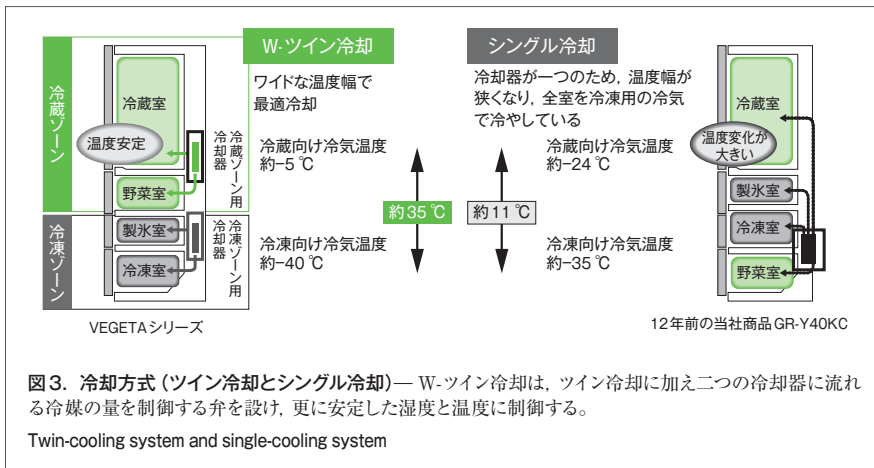 W-ツイン冷却
ワイドな温度幅で
最適冷却
冷蔵ゾーン
冷凍ゾーン
冷蔵室
温度安定
野菜室
製氷室
冷凍室
冷蔵ゾーン用
冷却器
冷凍ゾーン用
冷却器
VEGETAシリーズ
冷蔵向け冷気温度
約−5 ℃
約35 ℃
冷凍向け冷気温度
約−40 ℃
シングル冷却
冷却器が一つのため，温度幅が
狭くなり，全室を冷凍用の冷気
で冷やしている
冷蔵向け冷気温度
約−24 ℃
約11 ℃
冷凍向け冷気温度
約−35 ℃
冷蔵室
温度変化が
大きい
製氷室
冷凍室
野菜室
12年前の当社商品GR-Y40KC
図3．冷却方式（ツイン冷却とシングル冷却）— W-ツイン冷却は，ツイン冷却に加え二つの冷却器に流れ
る冷媒の量を制御する弁を設け，更に安定した湿度と温度に制御する。
Twin-cooling system and single-cooling system